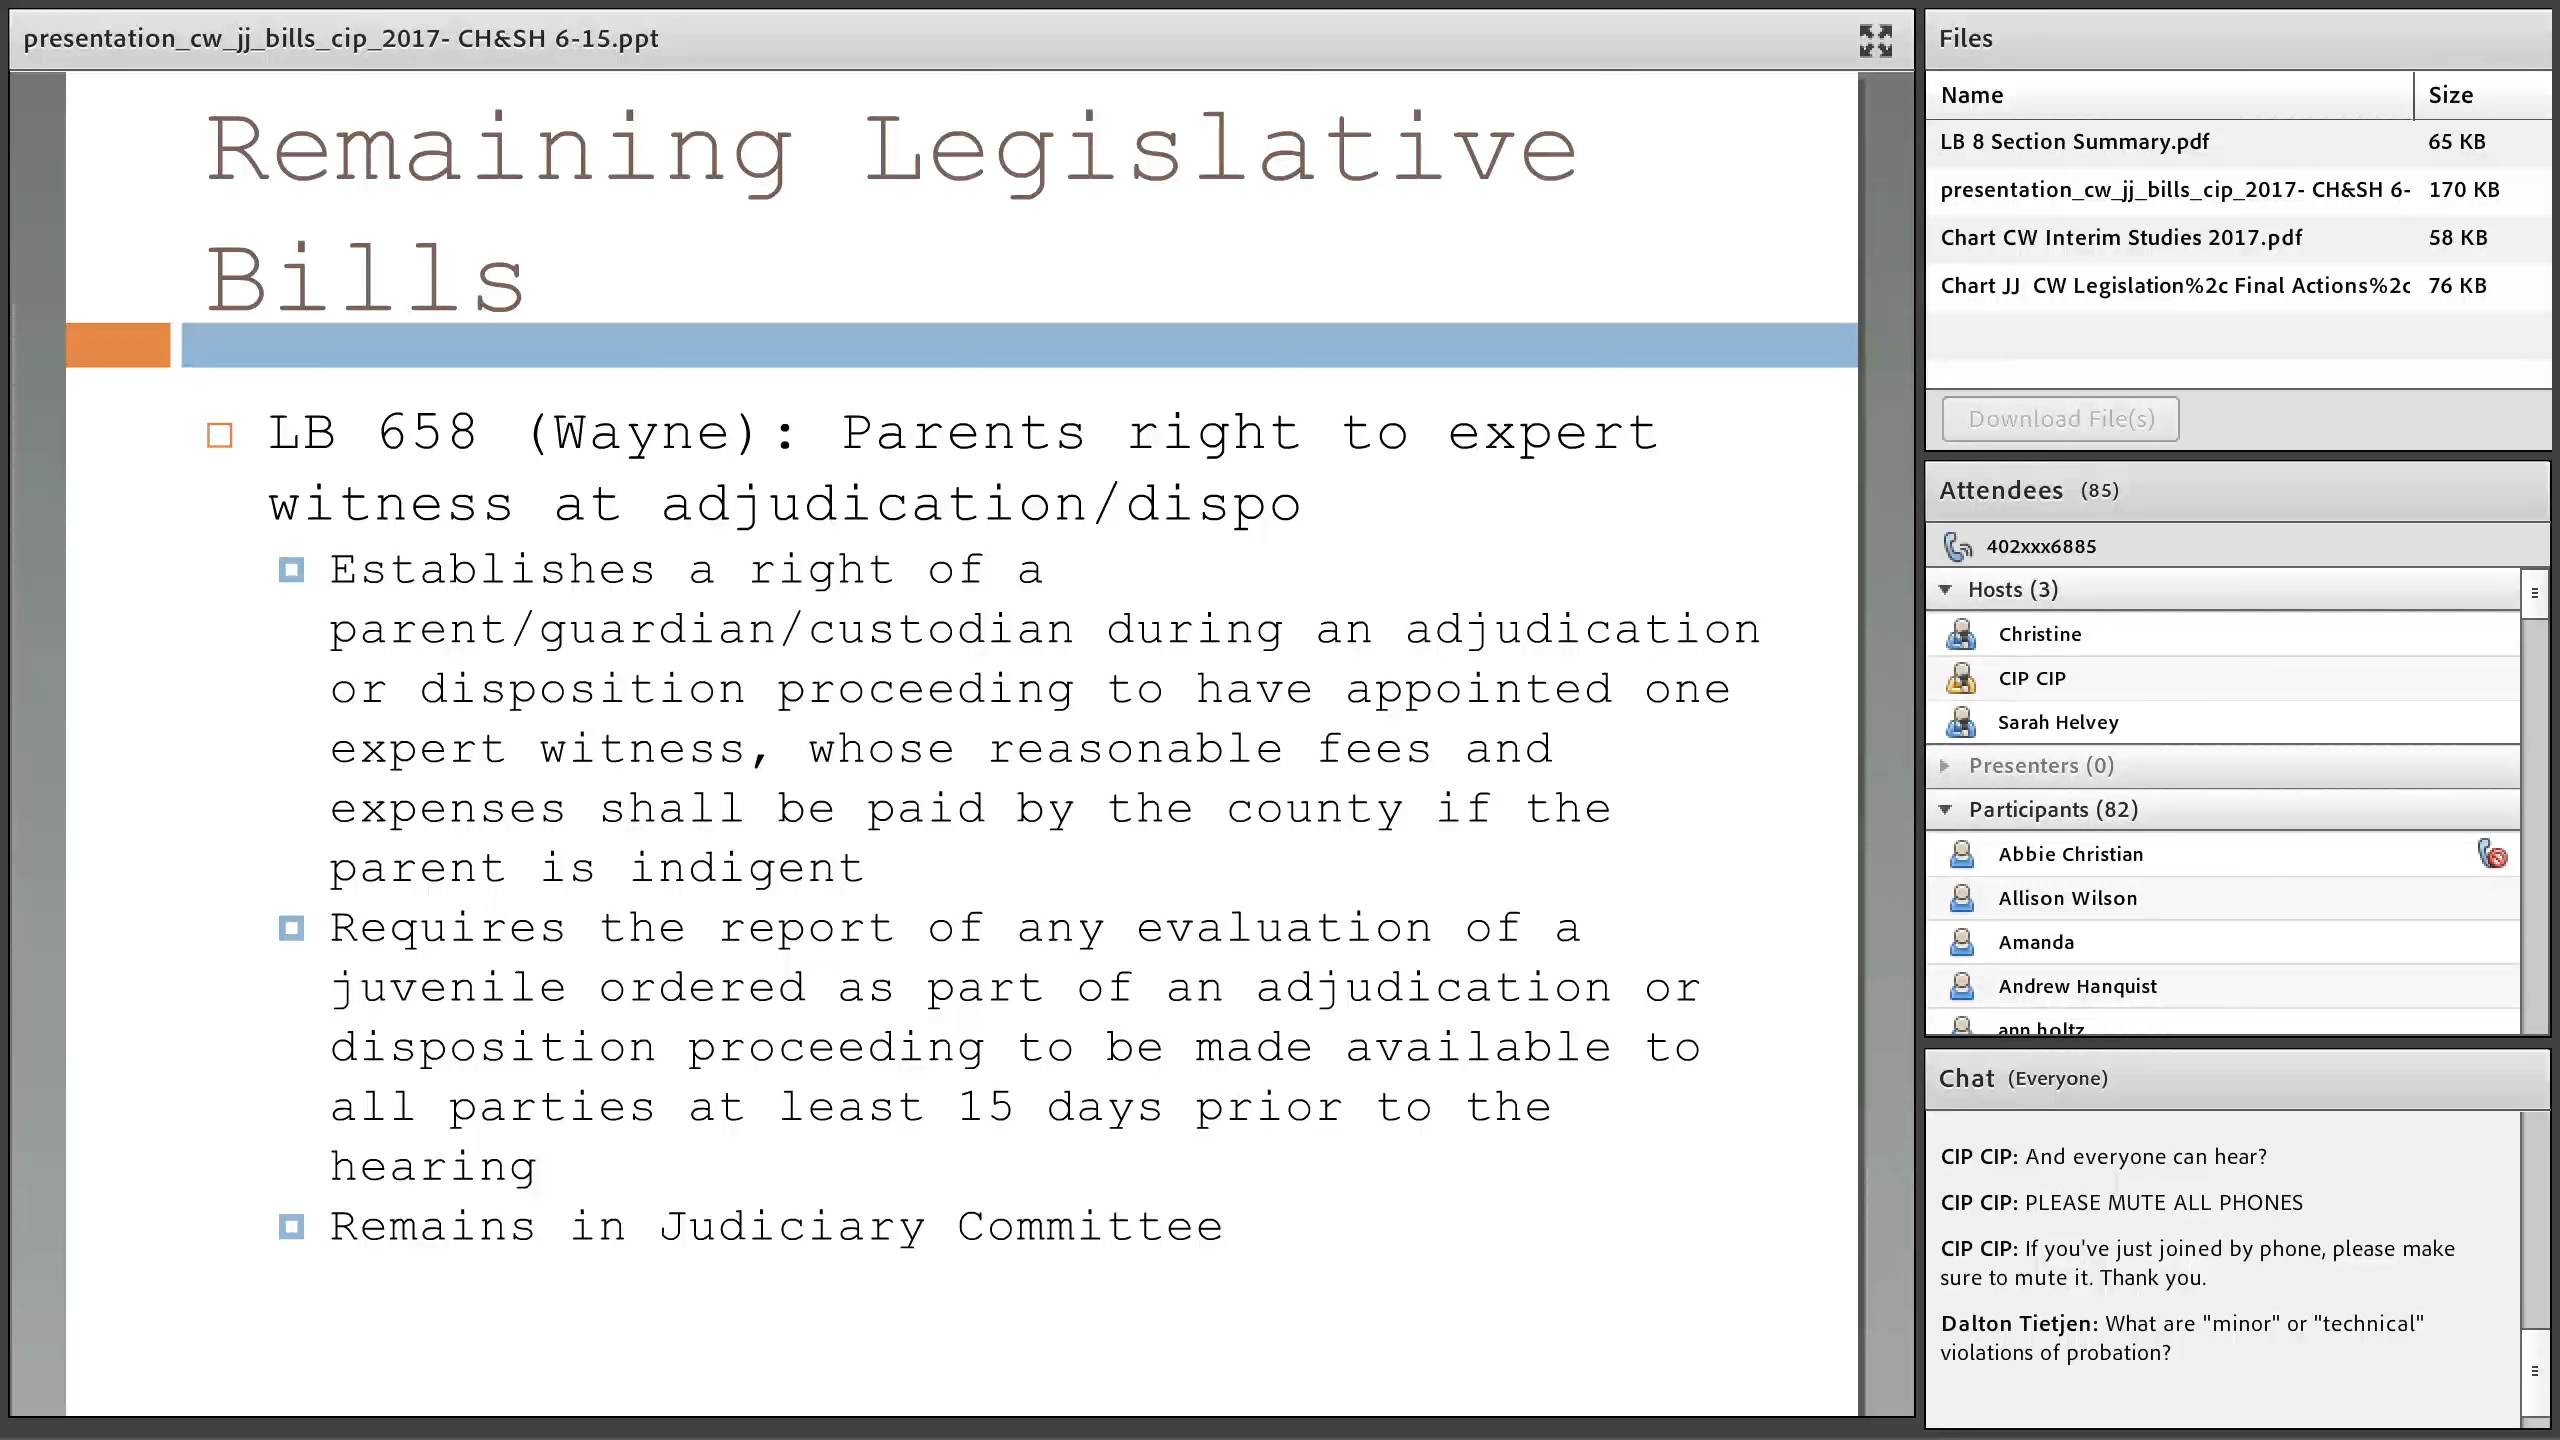 presentation_cw_jj_bills_cip_2017- CH&SH 6-15.ppt
Remaining Legislative
Bills
LB 658 (Wayne): Parents right to expert
witness at adjudication/dispo
Establishes a right of a
parent/guardian/custodian during an adjudication
or disposition proceeding to have appointed one
expert witness, whose reasonable fees and
expenses shall be paid by the county if the
parent is indigent
Requires the report of any evaluation of a
juvenile ordered as part of an adjudication or
disposition proceeding to be made available to
all parties at least 15 days prior to the
hearing
Remains in Judiciary Committee
Files
Name Size
LB 8 Section Summary.pdf 65 KB
presentation_cw_jj_bills_cip_2017- CH&SH 6- 170 KB
Chart CW Interim Studies 2017.pdf 58 KB
Chart JJ  CW Legislation%2c Final Actions%2c 76 KB
Download File(s)
Attendees (85)
402xxx6885
Hosts (3)
Christine
CIP CIP
Sarah Helvey
Presenters (0)
Participants (82)
Abbie Christian
Allison Wilson
Amanda
Andrew Hanquist
ann holtz
Chat (Everyone)
CIP CIP: And everyone can hear?
CIP CIP: PLEASE MUTE ALL PHONES
CIP CIP: If you've just joined by phone, please make
sure to mute it. Thank you.
Dalton Tietjen: What are "minor" or "technical"
violations of probation?